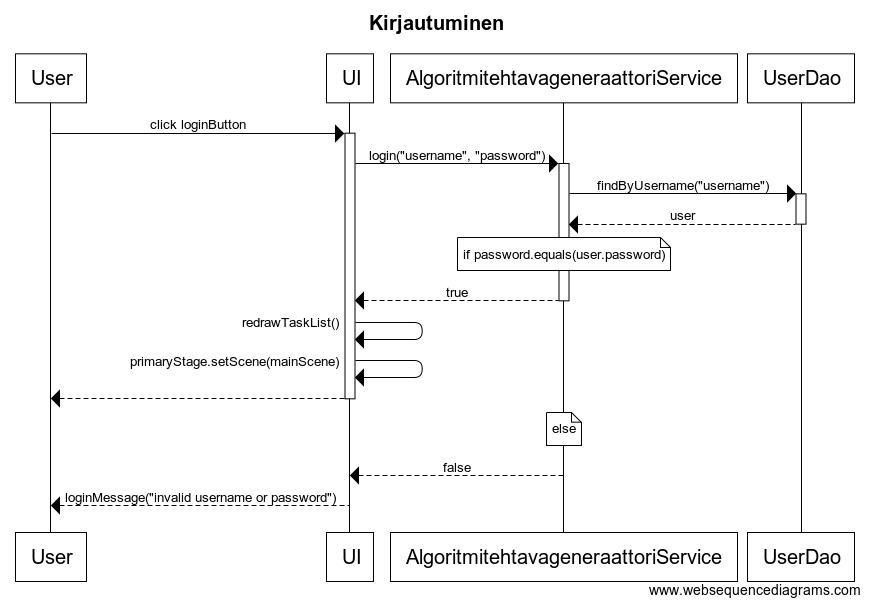 Kirjautuminen
User
UI
AlgoritmitehtavageneraattoriService
UserDao
click loginButton
login("username", "password")
findByUsername("username")
user
if password.equals(user.password)
true
redrawTaskList()
primaryStage.setScene(mainScene)
else
false
loginMessage("invalid username or password")
User
UI
AlgoritmitehtavageneraattoriService
UserDao
www.websequencediagrams.com